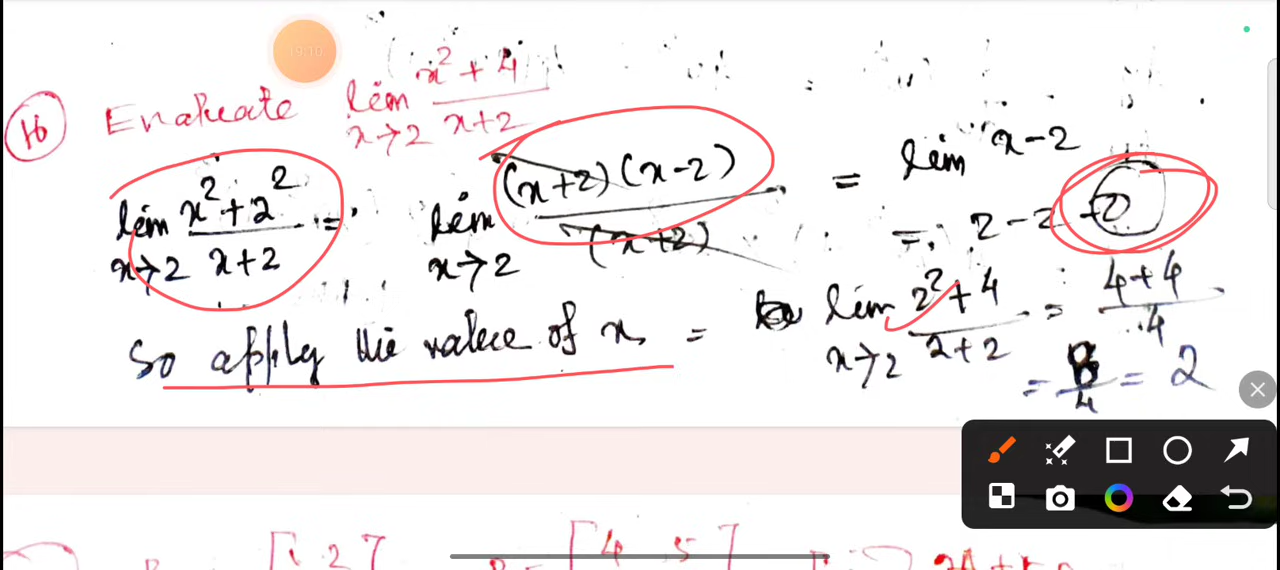 19:10
16 Evaluate lim x→2 x² + 4 / x+2
lim x→2 x² + 2² / x+2 = lim x→2 (x+2) (x-2) / (x+2) = lim x-2
= 2 - 2 = 0
So apply the value of x = lim x→2 2² + 4 / 2+2 = 4+4 / 4
= 8 / 4 = 2